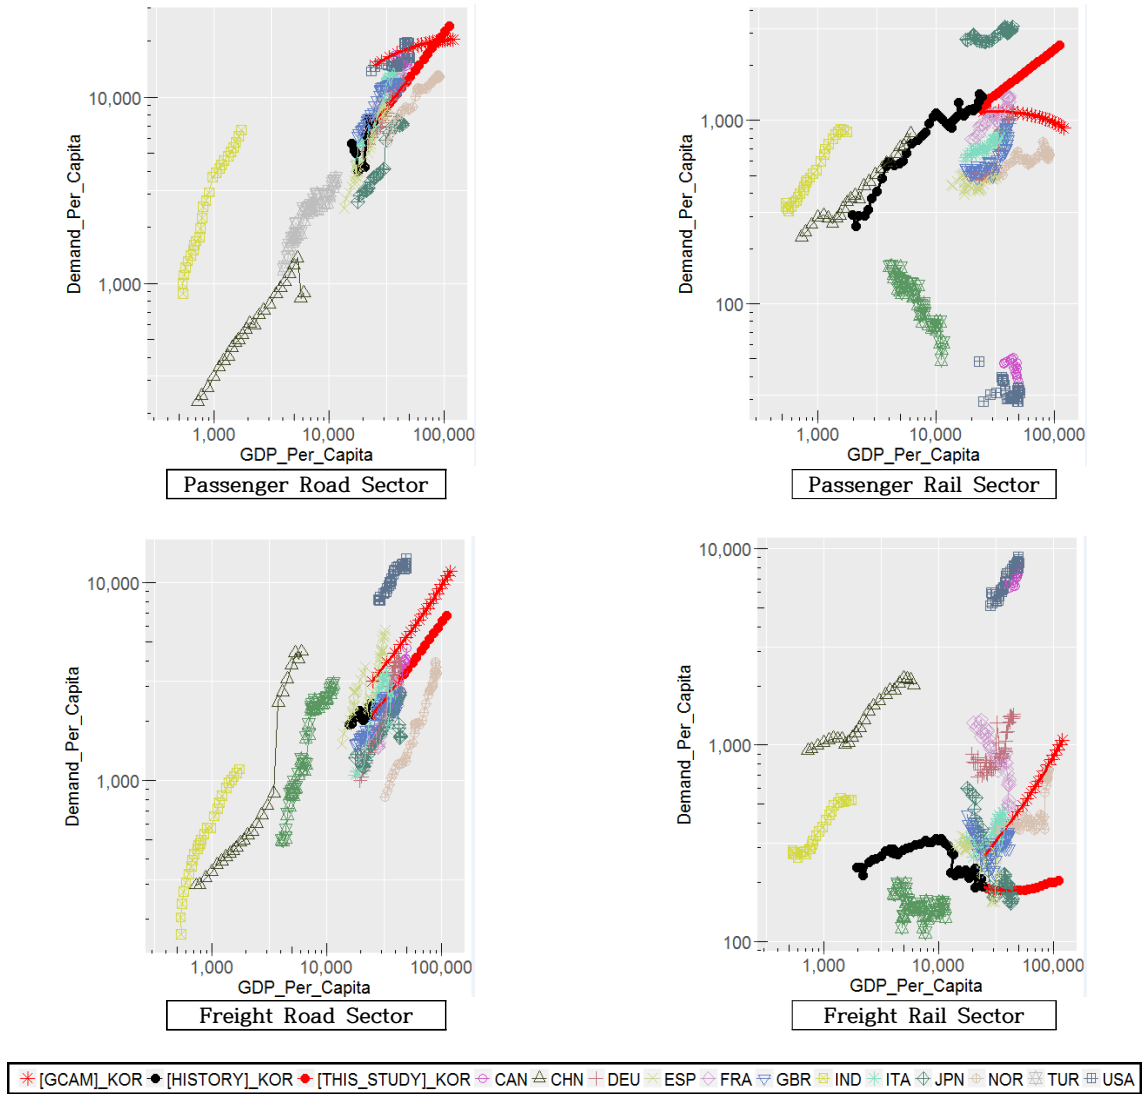 10,000
1,000
Demand_Per_Capita
1,000
10,000
100,000
GDP_Per_Capita
Passenger Road Sector
1,000
100
Demand_Per_Capita
1,000
10,000
100,000
GDP_Per_Capita
Passenger Rail Sector
10,000
1,000
Demand_Per_Capita
1,000
10,000
100,000
GDP_Per_Capita
Freight Road Sector
10,000
1,000
100
Demand_Per_Capita
1,000
10,000
100,000
GDP_Per_Capita
Freight Rail Sector
[GCAM]_KOR [HISTORY]_KOR [THIS_STUDY]_KOR CAN CHN DEU ESP FRA GBR IND ITA JPN NOR TUR USA